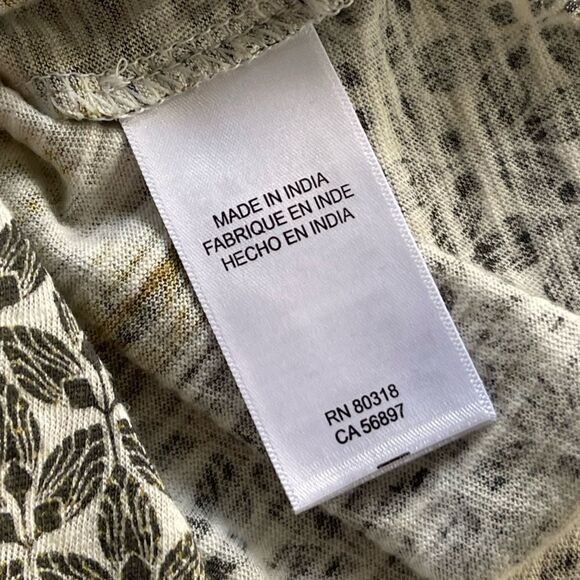 MADE IN INDIA
FABRIQUE EN INDE
HECHO EN INDIA
RN 80318
CA 56897